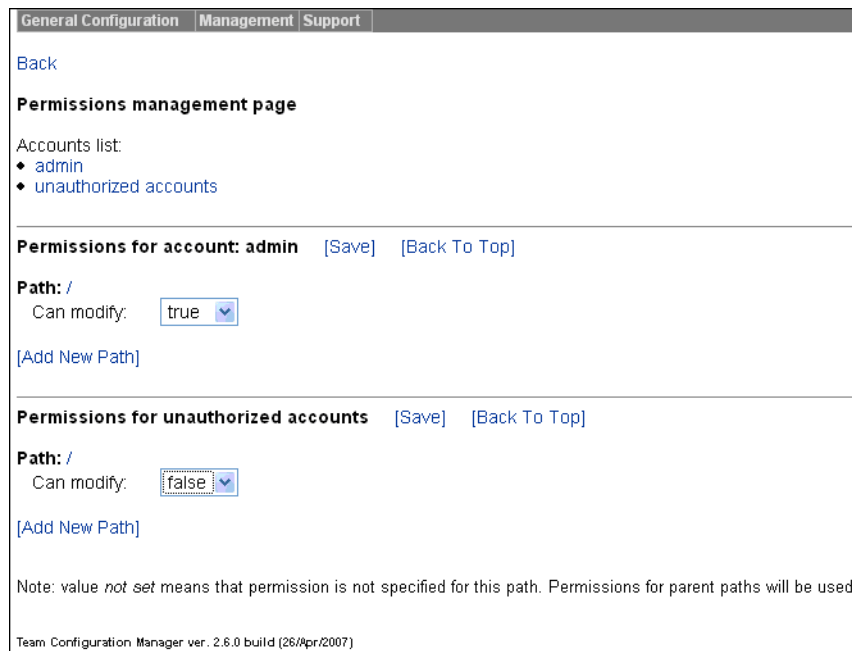 General Configuration Management Support
Back
Permissions management page
Accounts list:
admin
unauthorized accounts
Permissions for account: admin [Save] [Back To Top]
Path: /
Can modify: true
[Add New Path]
Permissions for unauthorized accounts [Save] [Back To Top]
Path: /
Can modify: false
[Add New Path]
Note: value not set means that permission is not specified for this path. Permissions for parent paths will be used
Team Configuration Manager ver. 2.6.0 build (26/Apr/2007)